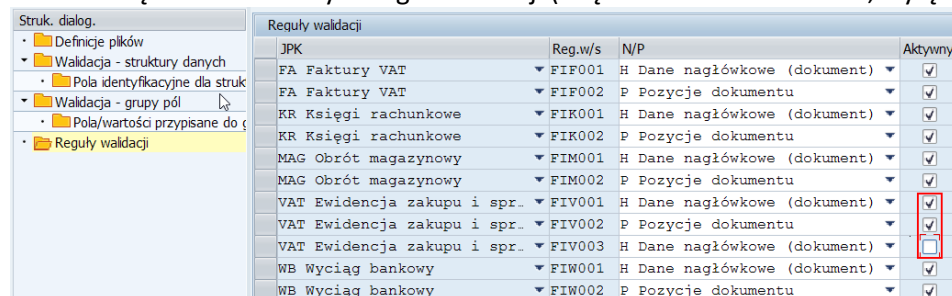 Struk. dialog.
Definicje plików
Walidacja - struktury danych
Pola identyfikacyjne dla struk
Walidacja - grupy pól
Pola/wartości przypisane do g
Reguły walidacji
Reguły walidacji
JPK Reg.w/s N/P Aktywny
FA Faktury VAT FIF001 H Dane nagłówkowe (dokument)
FA Faktury VAT FIF002 P Pozycje dokumentu
KR Księgi rachunkowe FIK001 H Dane nagłówkowe (dokument)
KR Księgi rachunkowe FIK002 P Pozycje dokumentu
MAG Obrót magazynowy FIM001 H Dane nagłówkowe (dokument)
MAG Obrót magazynowy FIM002 P Pozycje dokumentu
VAT Ewidencja zakupu i spr… FIV001 H Dane nagłówkowe (dokument)
VAT Ewidencja zakupu i spr… FIV002 P Pozycje dokumentu
VAT Ewidencja zakupu i spr… FIV003 H Dane nagłówkowe (dokument)
WB Wyciąg bankowy FIW001 H Dane nagłówkowe (dokument)
WB Wyciąg bankowy FIW002 P Pozycje dokumentu